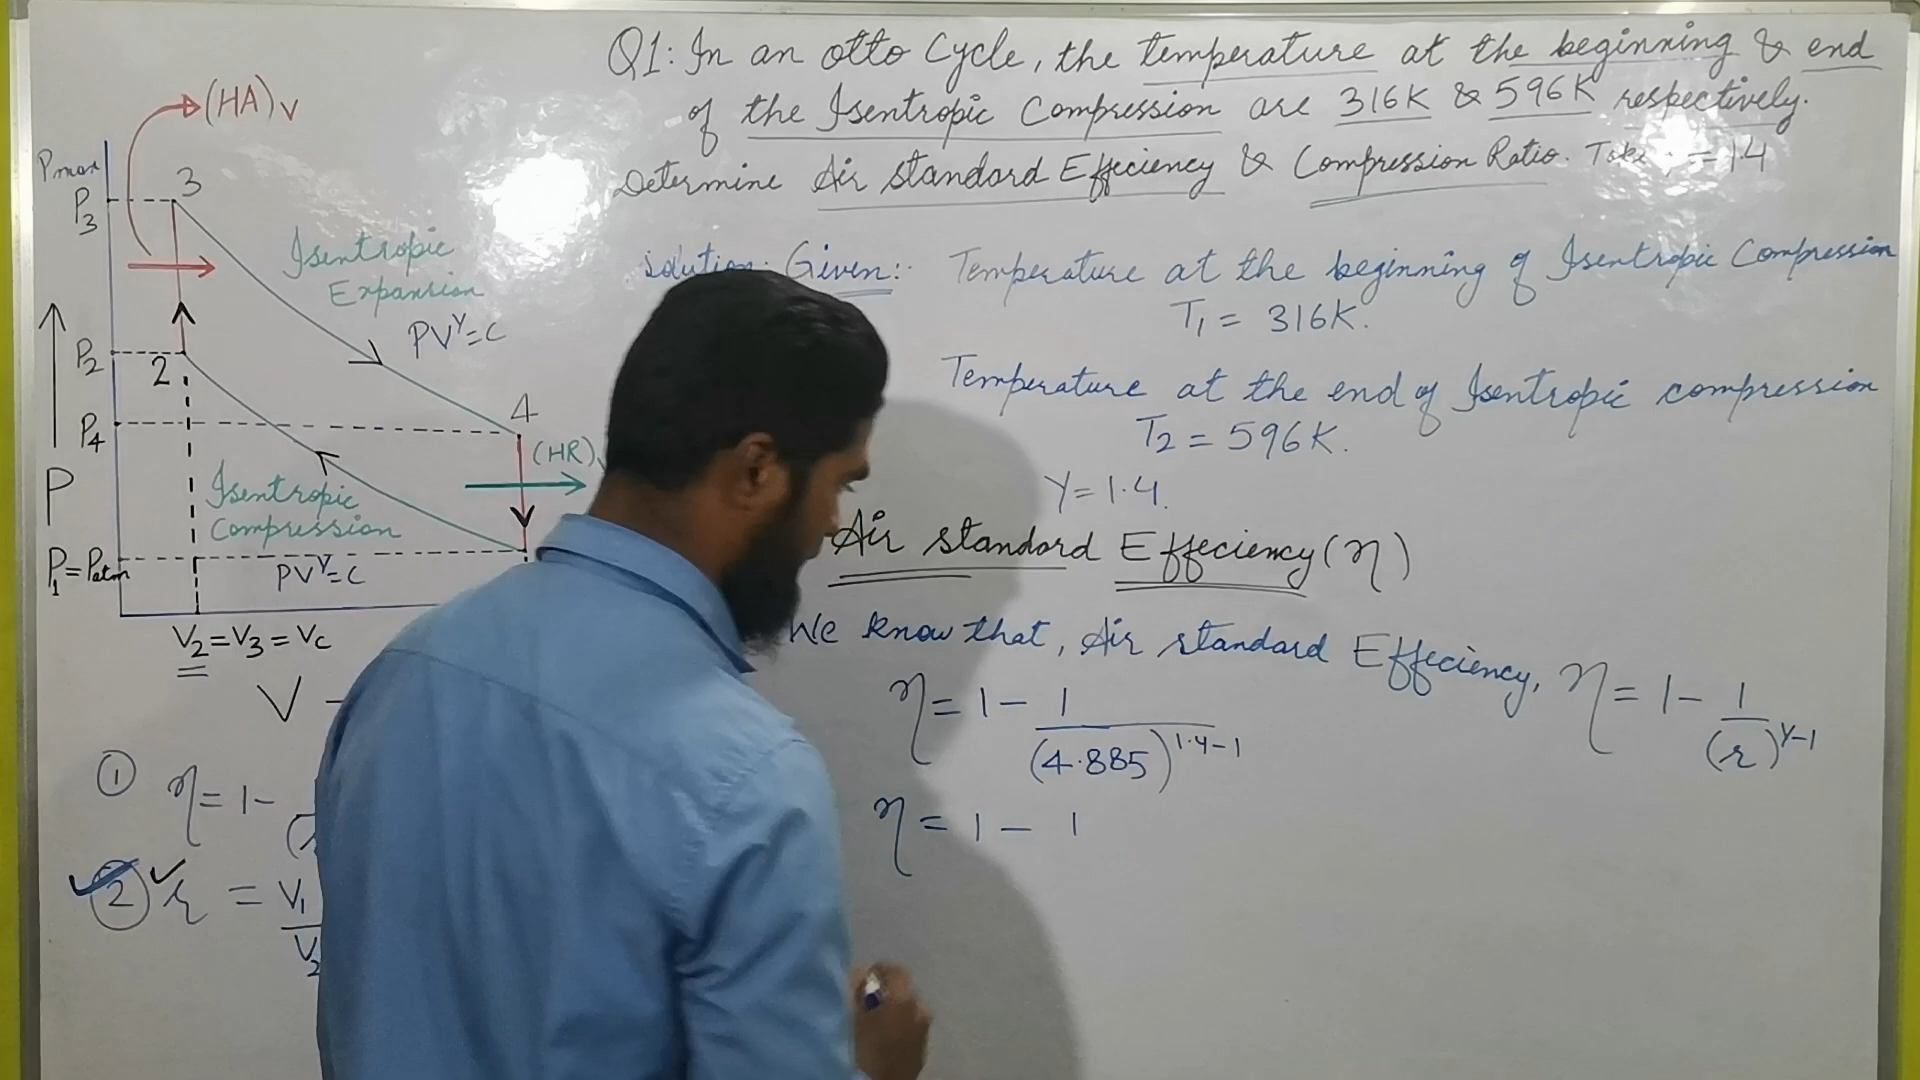 Q1: In an otto Cycle, the temperature at the beginning & end
of the Isentropic Compression are 316K & 596K respectively.
Determine Air standard Effeciency & Compression Ratio. Take = 1.4
(HA)v
Pmax
P3
3
Isentropic
Expansion
PV^γ=C
P2
2
P4
4
(HR)
P
Isentropic
Compression
P1=Patm
PV^γ=C
V2=V3=Vc
V
① η=1-
② r = V1
V2
Solution: Given:- Temperature at the beginning of Isentropic Compression
T1 = 316K.
Temperature at the end of Isentropic compression
T2 = 596K.
γ=1.4.
Air standard Effeciency (η)
We know that, Air standard Effeciency, η = 1 - 1/(r)^γ-1
η = 1 - 1/(4.885)^1.4-1
η = 1 - 1